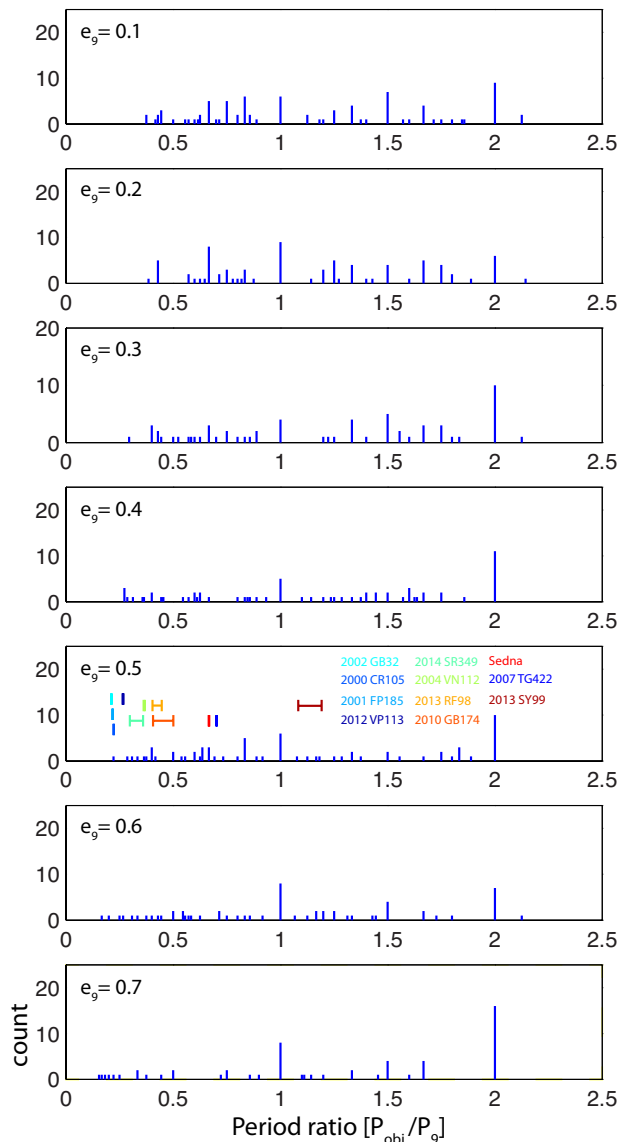 20
e9= 0.1
10
0
0 0.5 1 1.5 2 2.5
20
e9= 0.2
10
0
0 0.5 1 1.5 2 2.5
20
e9= 0.3
10
0
0 0.5 1 1.5 2 2.5
20
e9= 0.4
10
0
0 0.5 1 1.5 2 2.5
20
e9= 0.5
2002 GB32 2014 SR349 Sedna
2000 CR105 2004 VN112 2007 TG422
2001 FP185 2013 RF98 2013 SY99
2012 VP113 2010 GB174
10
0
0 0.5 1 1.5 2 2.5
20
e9= 0.6
10
0
0 0.5 1 1.5 2 2.5
20
e9= 0.7
10
0
count
0 0.5 1 1.5 2 2.5
Period ratio [Pobj/P9]